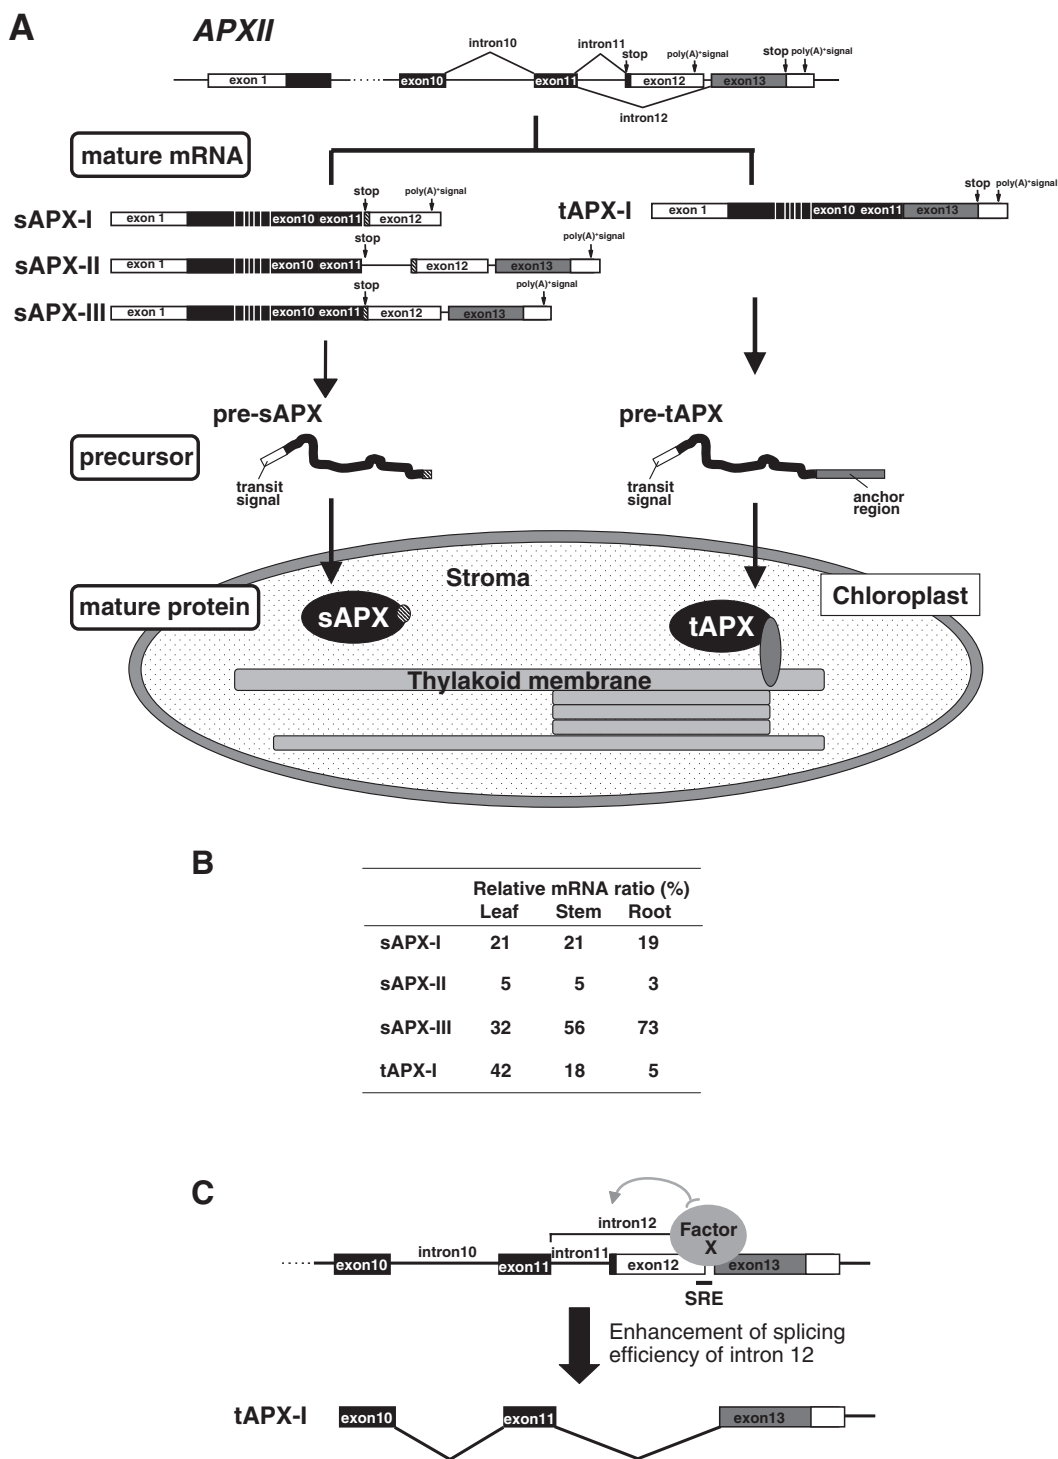 A
APXII
intron10
intron11
stop
poly(A)+signal
stop
poly(A)+signal
exon 1
exon10
exon11
exon12
exon13
intron12
mature mRNA
stop
poly(A)+signal
sAPX-I
exon 1
exon10 exon11
exon12
stop
poly(A)+signal
sAPX-II
exon 1
exon10 exon11
exon12
exon13
stop
poly(A)+signal
sAPX-III
exon 1
exon10 exon11
exon12
exon13
stop
poly(A)+signal
tAPX-I
exon 1
exon10 exon11
exon13
pre-sAPX
pre-tAPX
precursor
transit
signal
transit
signal
anchor
region
Stroma
mature protein
Chloroplast
sAPX
tAPX
Thylakoid membrane
B
Relative mRNA ratio (%)
Leaf Stem Root
sAPX-I 21 21 19
sAPX-II 5 5 3
sAPX-III 32 56 73
tAPX-I 42 18 5
C
intron12
Factor
X
intron10
intron11
exon10
exon11
exon12
exon13
SRE
Enhancement of splicing
efficiency of intron 12
tAPX-I
exon10
exon11
exon13